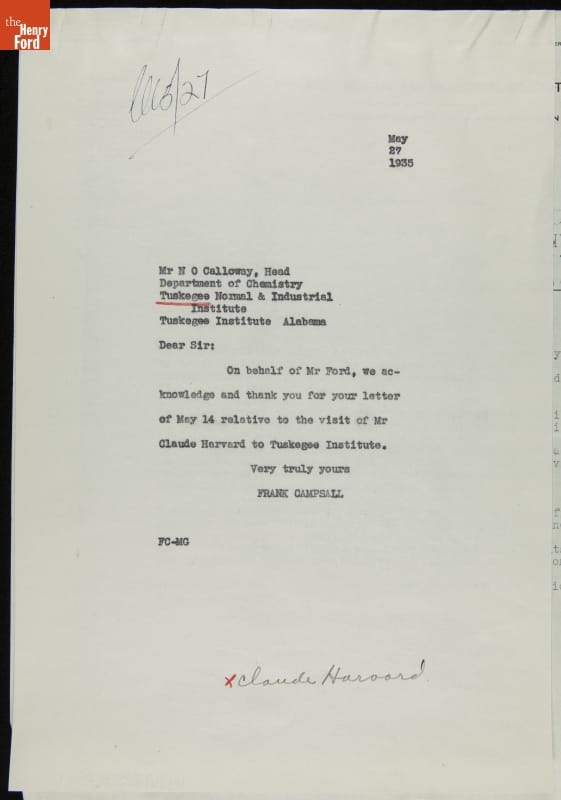 the
Henry
Ford
5/27
May
27
1935
Mr N O Calloway, Head
Department of Chemistry
Tuskegee Normal & Industrial
Institute
Tuskegee Institute Alabama
Dear Sir:
On behalf of Mr Ford, we ac-
knowledge and thank you for your letter
of May 14 relative to the visit of Mr
Claude Harvard to Tuskegee Institute.
Very truly yours
FRANK CAMPSALL
FC-MG
x Claude Harvard